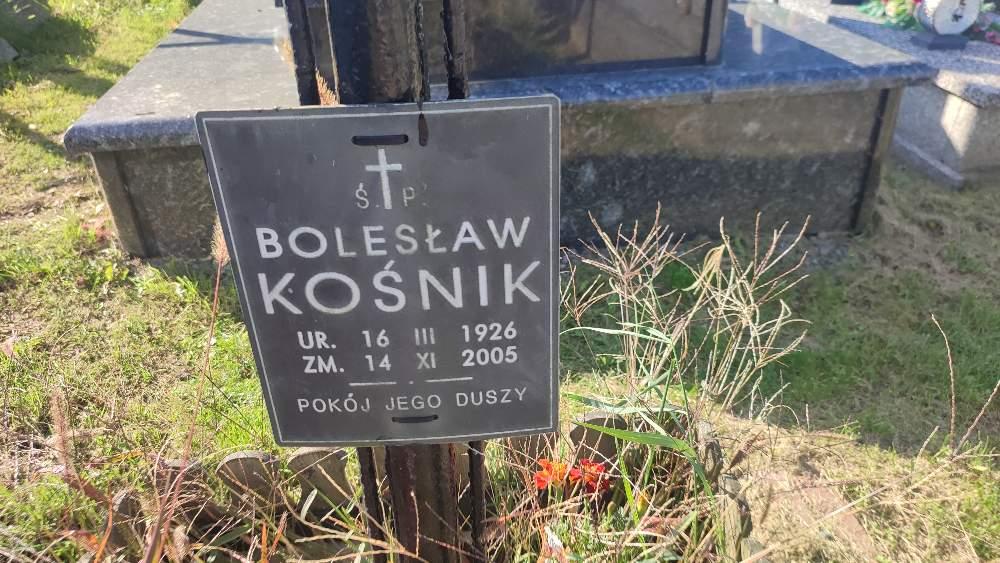 Ś. P.
BOLESŁAW
KOŚNIK
UR. 16 III 1926
ZM. 14 XI 2005
POKÓJ JEGO DUSZY